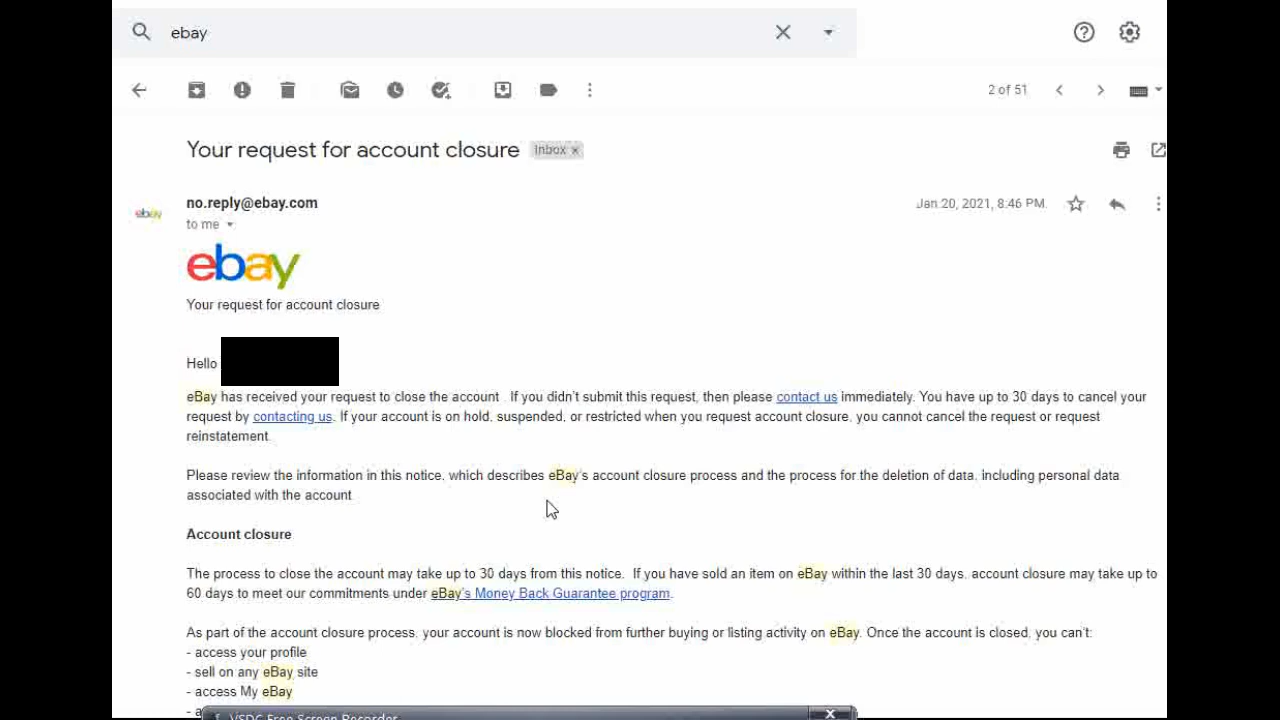 ebay
2 of 51
Your request for account closure Inbox ×
no.reply@ebay.com Jan 20, 2021, 8:46 PM
ebay
to me
ebay
Your request for account closure
Hello
eBay has received your request to close the account . If you didn't submit this request, then please contact us immediately. You have up to 30 days to cancel your
request by contacting us. If your account is on hold, suspended, or restricted when you request account closure, you cannot cancel the request or request
reinstatement.
Please review the information in this notice, which describes eBay's account closure process and the process for the deletion of data, including personal data
associated with the account
Account closure
The process to close the account may take up to 30 days from this notice. If you have sold an item on eBay within the last 30 days, account closure may take up to
60 days to meet our commitments under eBay's Money Back Guarantee program.
As part of the account closure process, your account is now blocked from further buying or listing activity on eBay. Once the account is closed, you can't:
- access your profile
- sell on any eBay site
- access My eBay
- a
VSDC Free Screen Recorder X